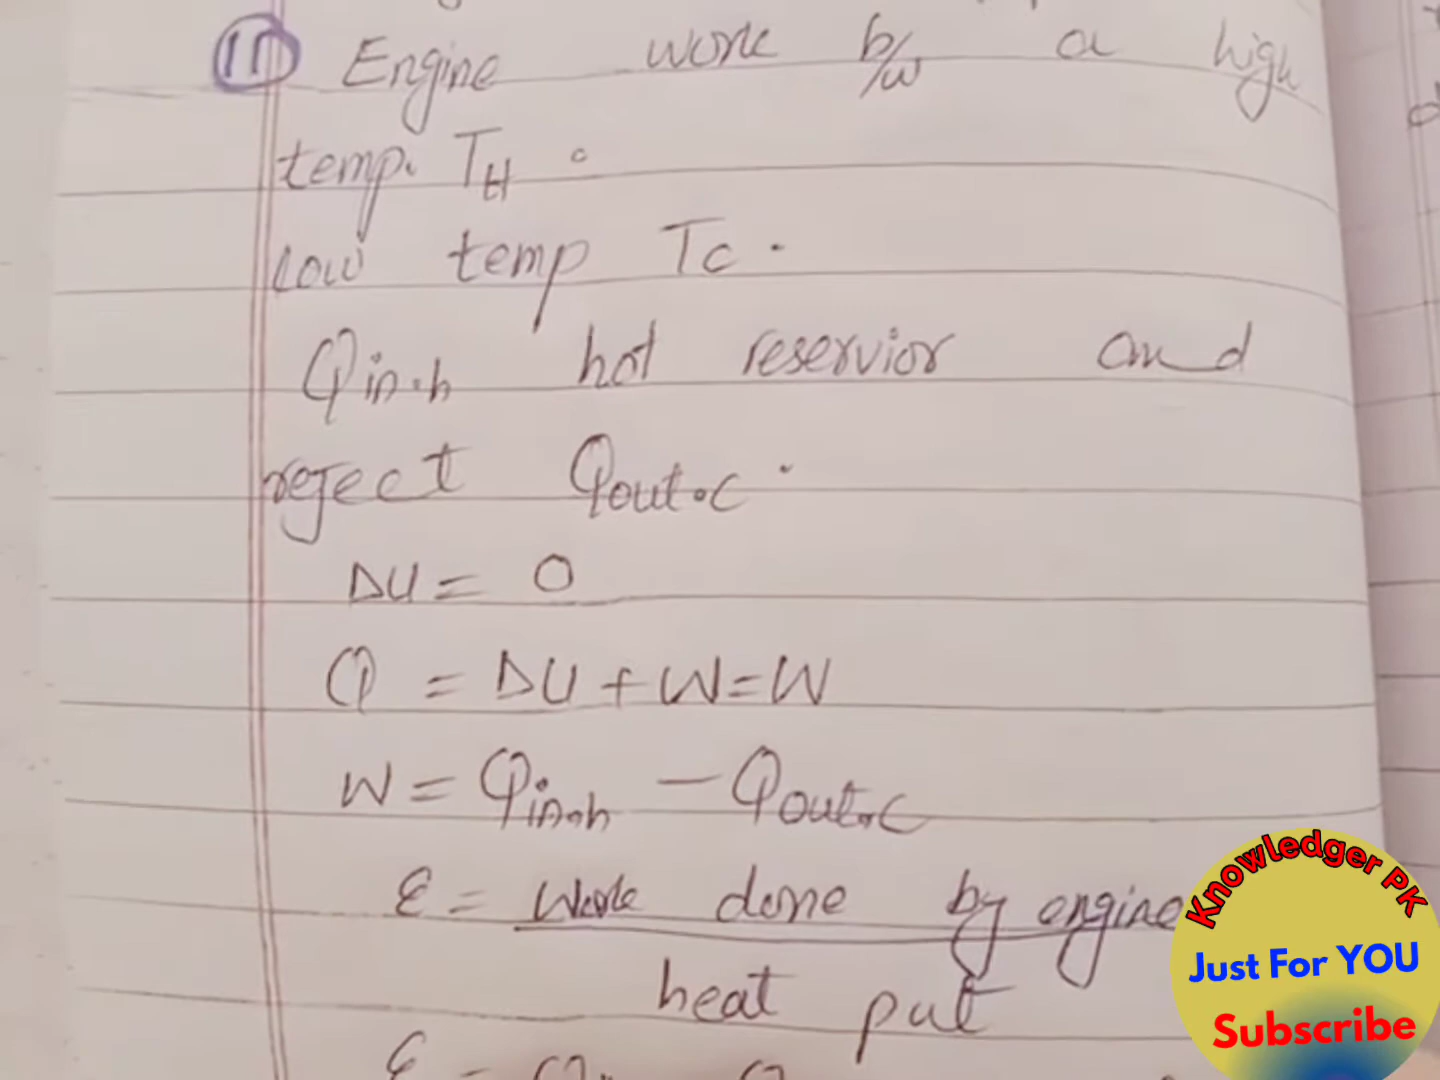 11 Engine work b/w a high
temp. TH .
low temp Tc .
Qin.h hot reservior and
reject Qout.c .
ΔU = 0
Q = ΔU + W = W
W = Qin.h − Qout.c
ε = Work done by engine
heat put
ε =
Knowledger PK
Just For YOU
Subscribe